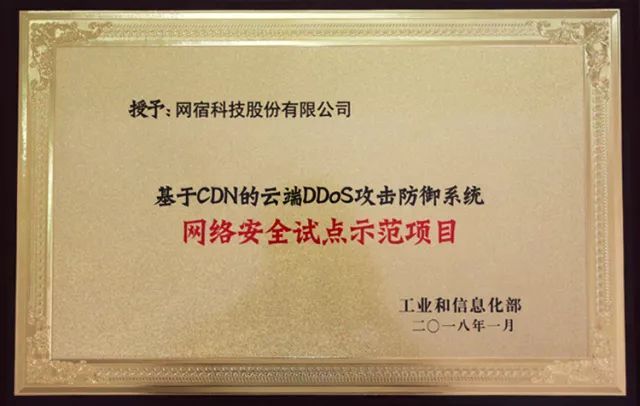 授予：网宿科技股份有限公司
基于CDN的云端DDoS攻击防御系统
网络安全试点示范项目
工业和信息化部
二〇一八年一月